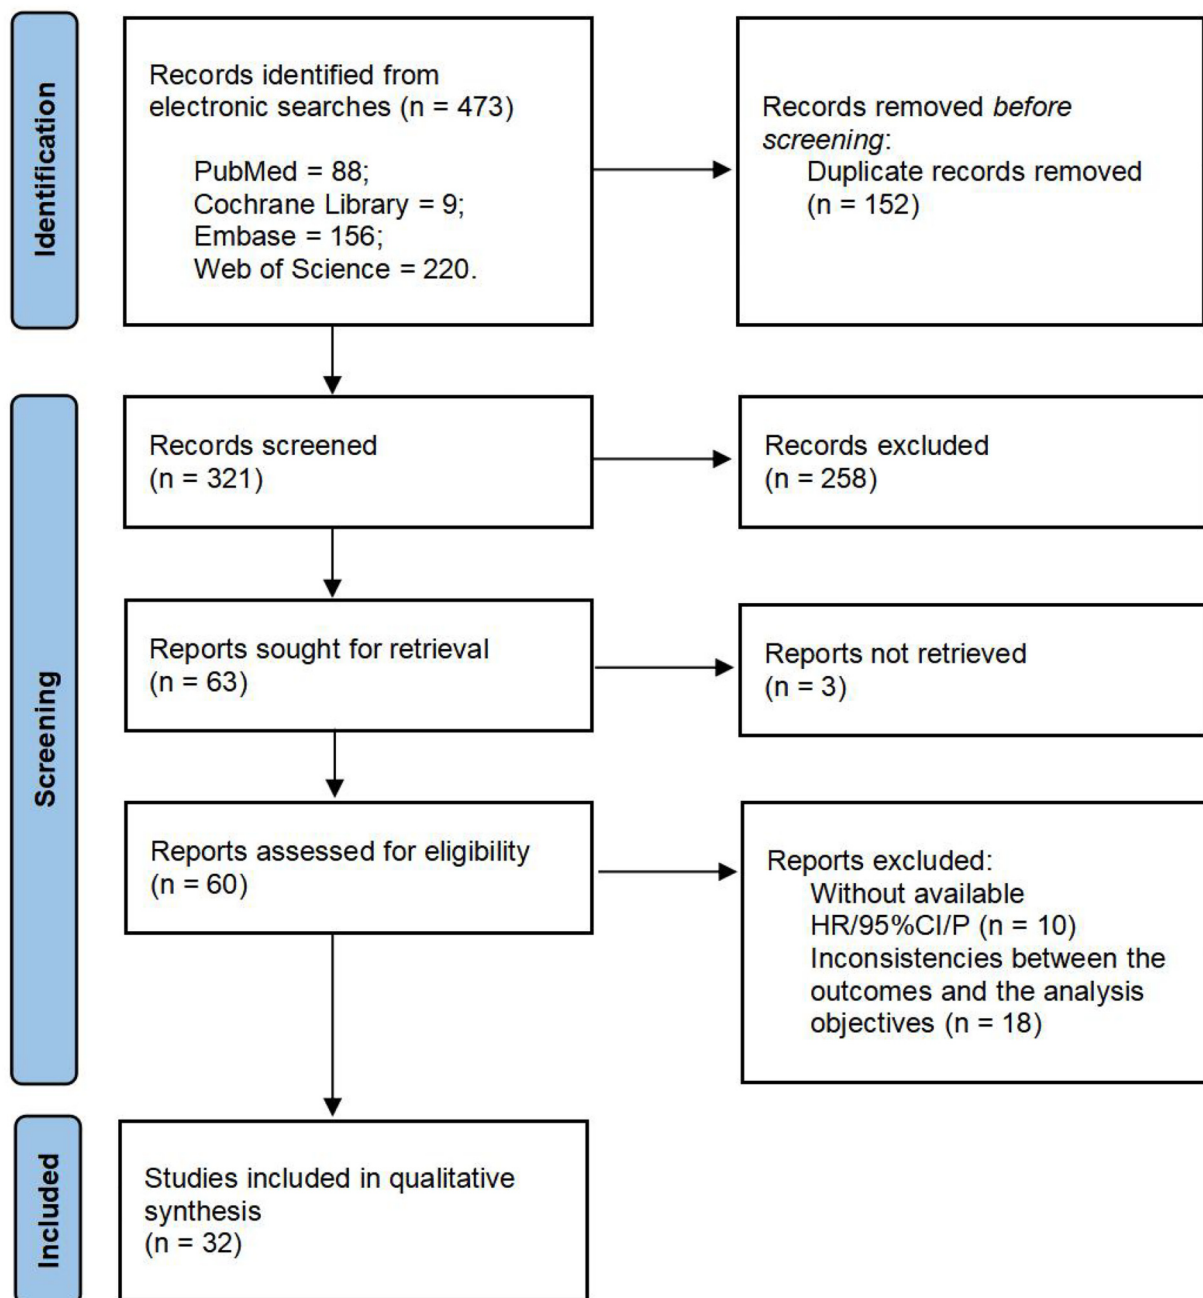 Identification
Records identified from
electronic searches (n = 473)
PubMed = 88;
Cochrane Library = 9;
Embase = 156;
Web of Science = 220.
Records removed before
screening:
Duplicate records removed
(n = 152)
Screening
Records screened
(n = 321)
Records excluded
(n = 258)
Reports sought for retrieval
(n = 63)
Reports not retrieved
(n = 3)
Reports assessed for eligibility
(n = 60)
Reports excluded:
Without available
HR/95%CI/P (n = 10)
Inconsistencies between the
outcomes and the analysis
objectives (n = 18)
Included
Studies included in qualitative
synthesis
(n = 32)